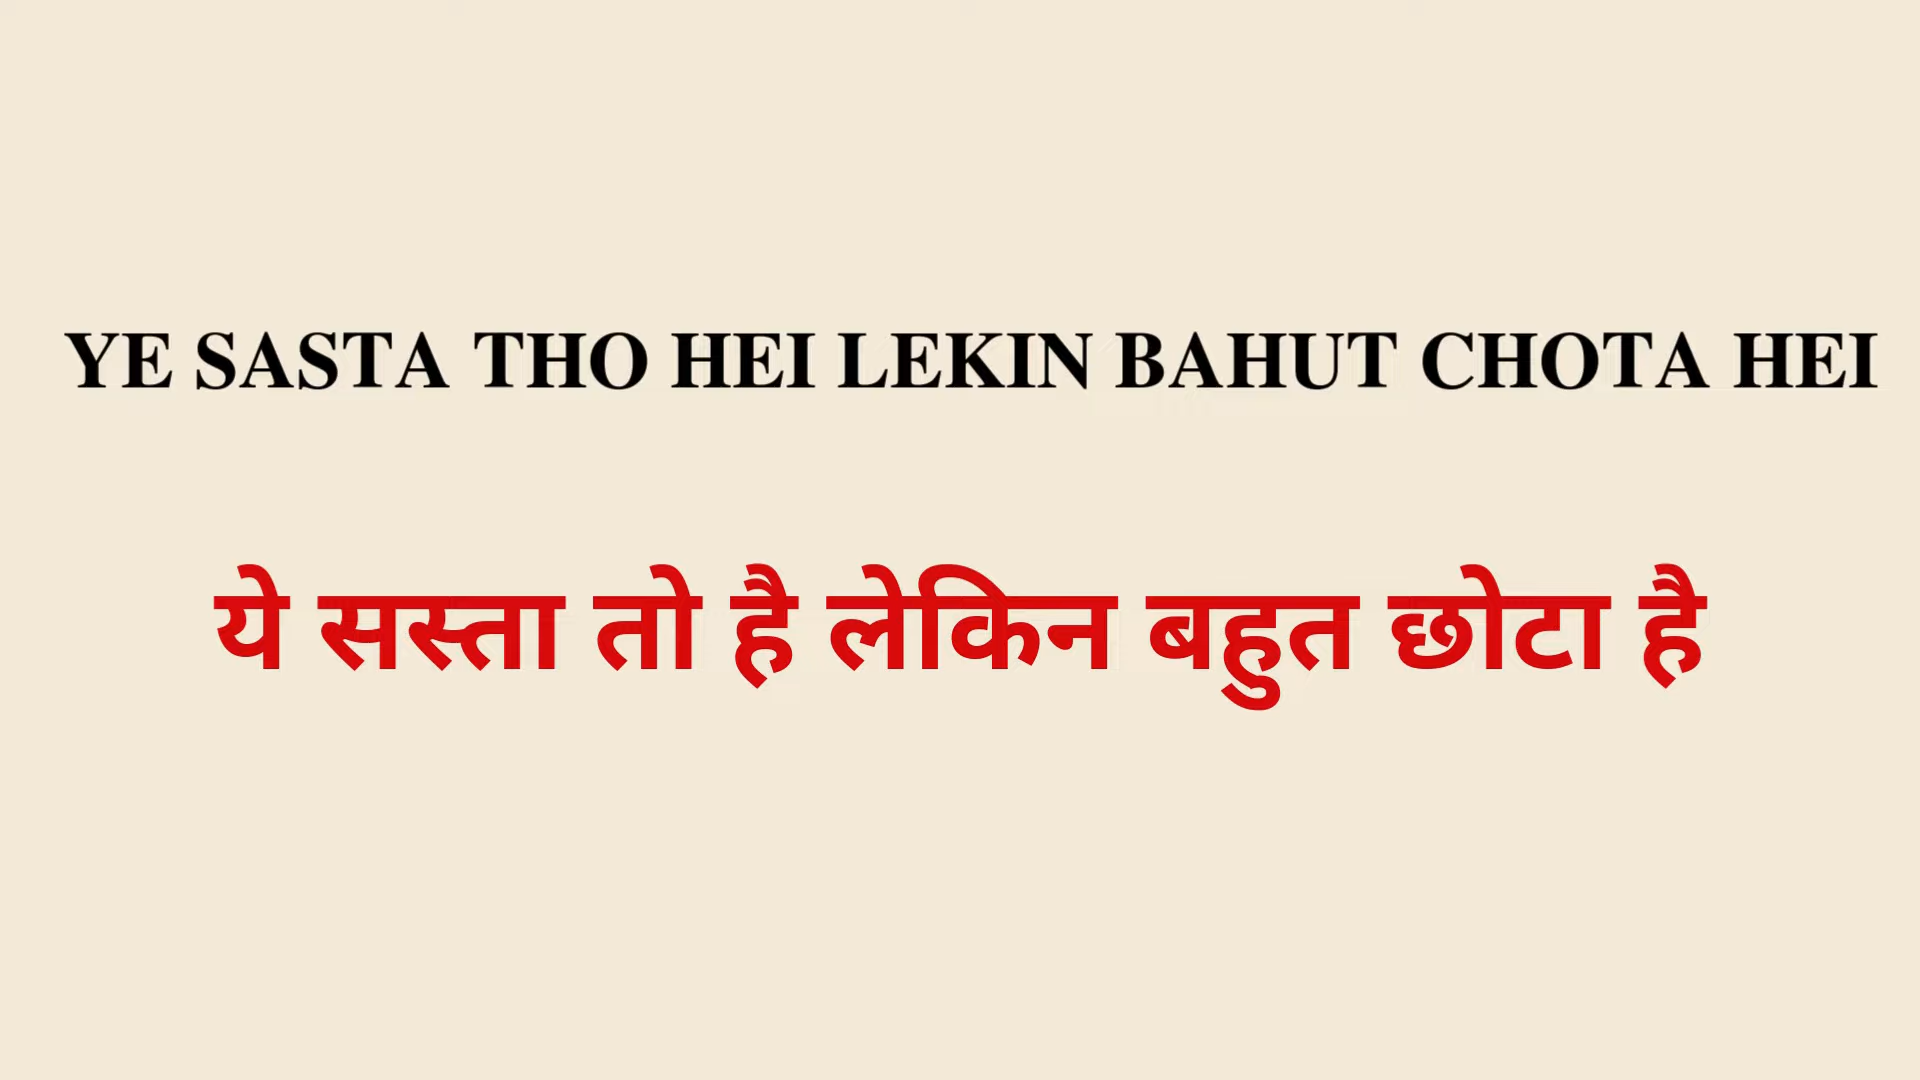 YE SASTA THO HEI LEKIN BAHUT CHOTA HEI
ये सस्ता तो है लेकिन बहुत छोटा है